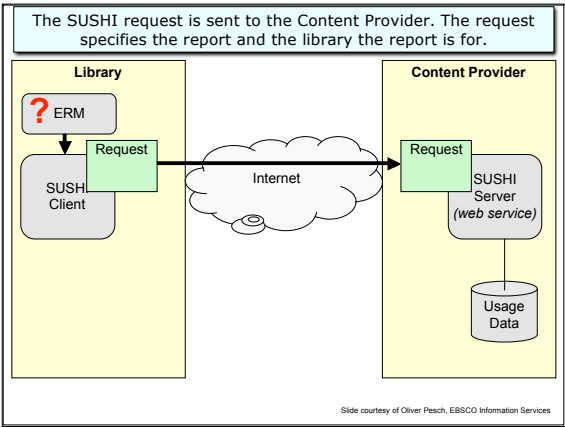 The SUSHI request is sent to the Content Provider. The request
specifies the report and the library the report is for.
Library
Content Provider
? ERM
Request
SUSHI
Client
Internet
Request
SUSHI
Server
(web service)
Usage
Data
Slide courtesy of Oliver Pesch, EBSCO Information Services